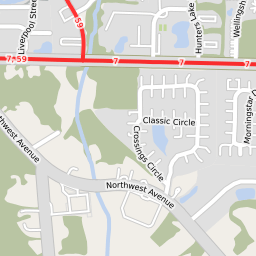 Liverpool Street
59
Hunters Lake
Wellingsh
7;59
7
7
7
Classic Circle
Crossings Circle
Morningstar D
Northwest Avenue
Northwest Avenue